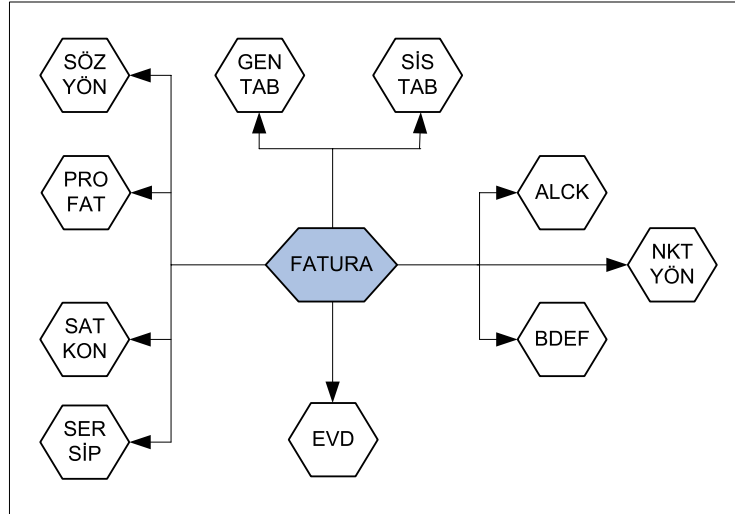 SÖZ
YÖN
GEN
TAB
SİS
TAB
PRO
FAT
ALCK
FATURA
NKT
YÖN
SAT
KON
BDEF
SER
SİP
EVD